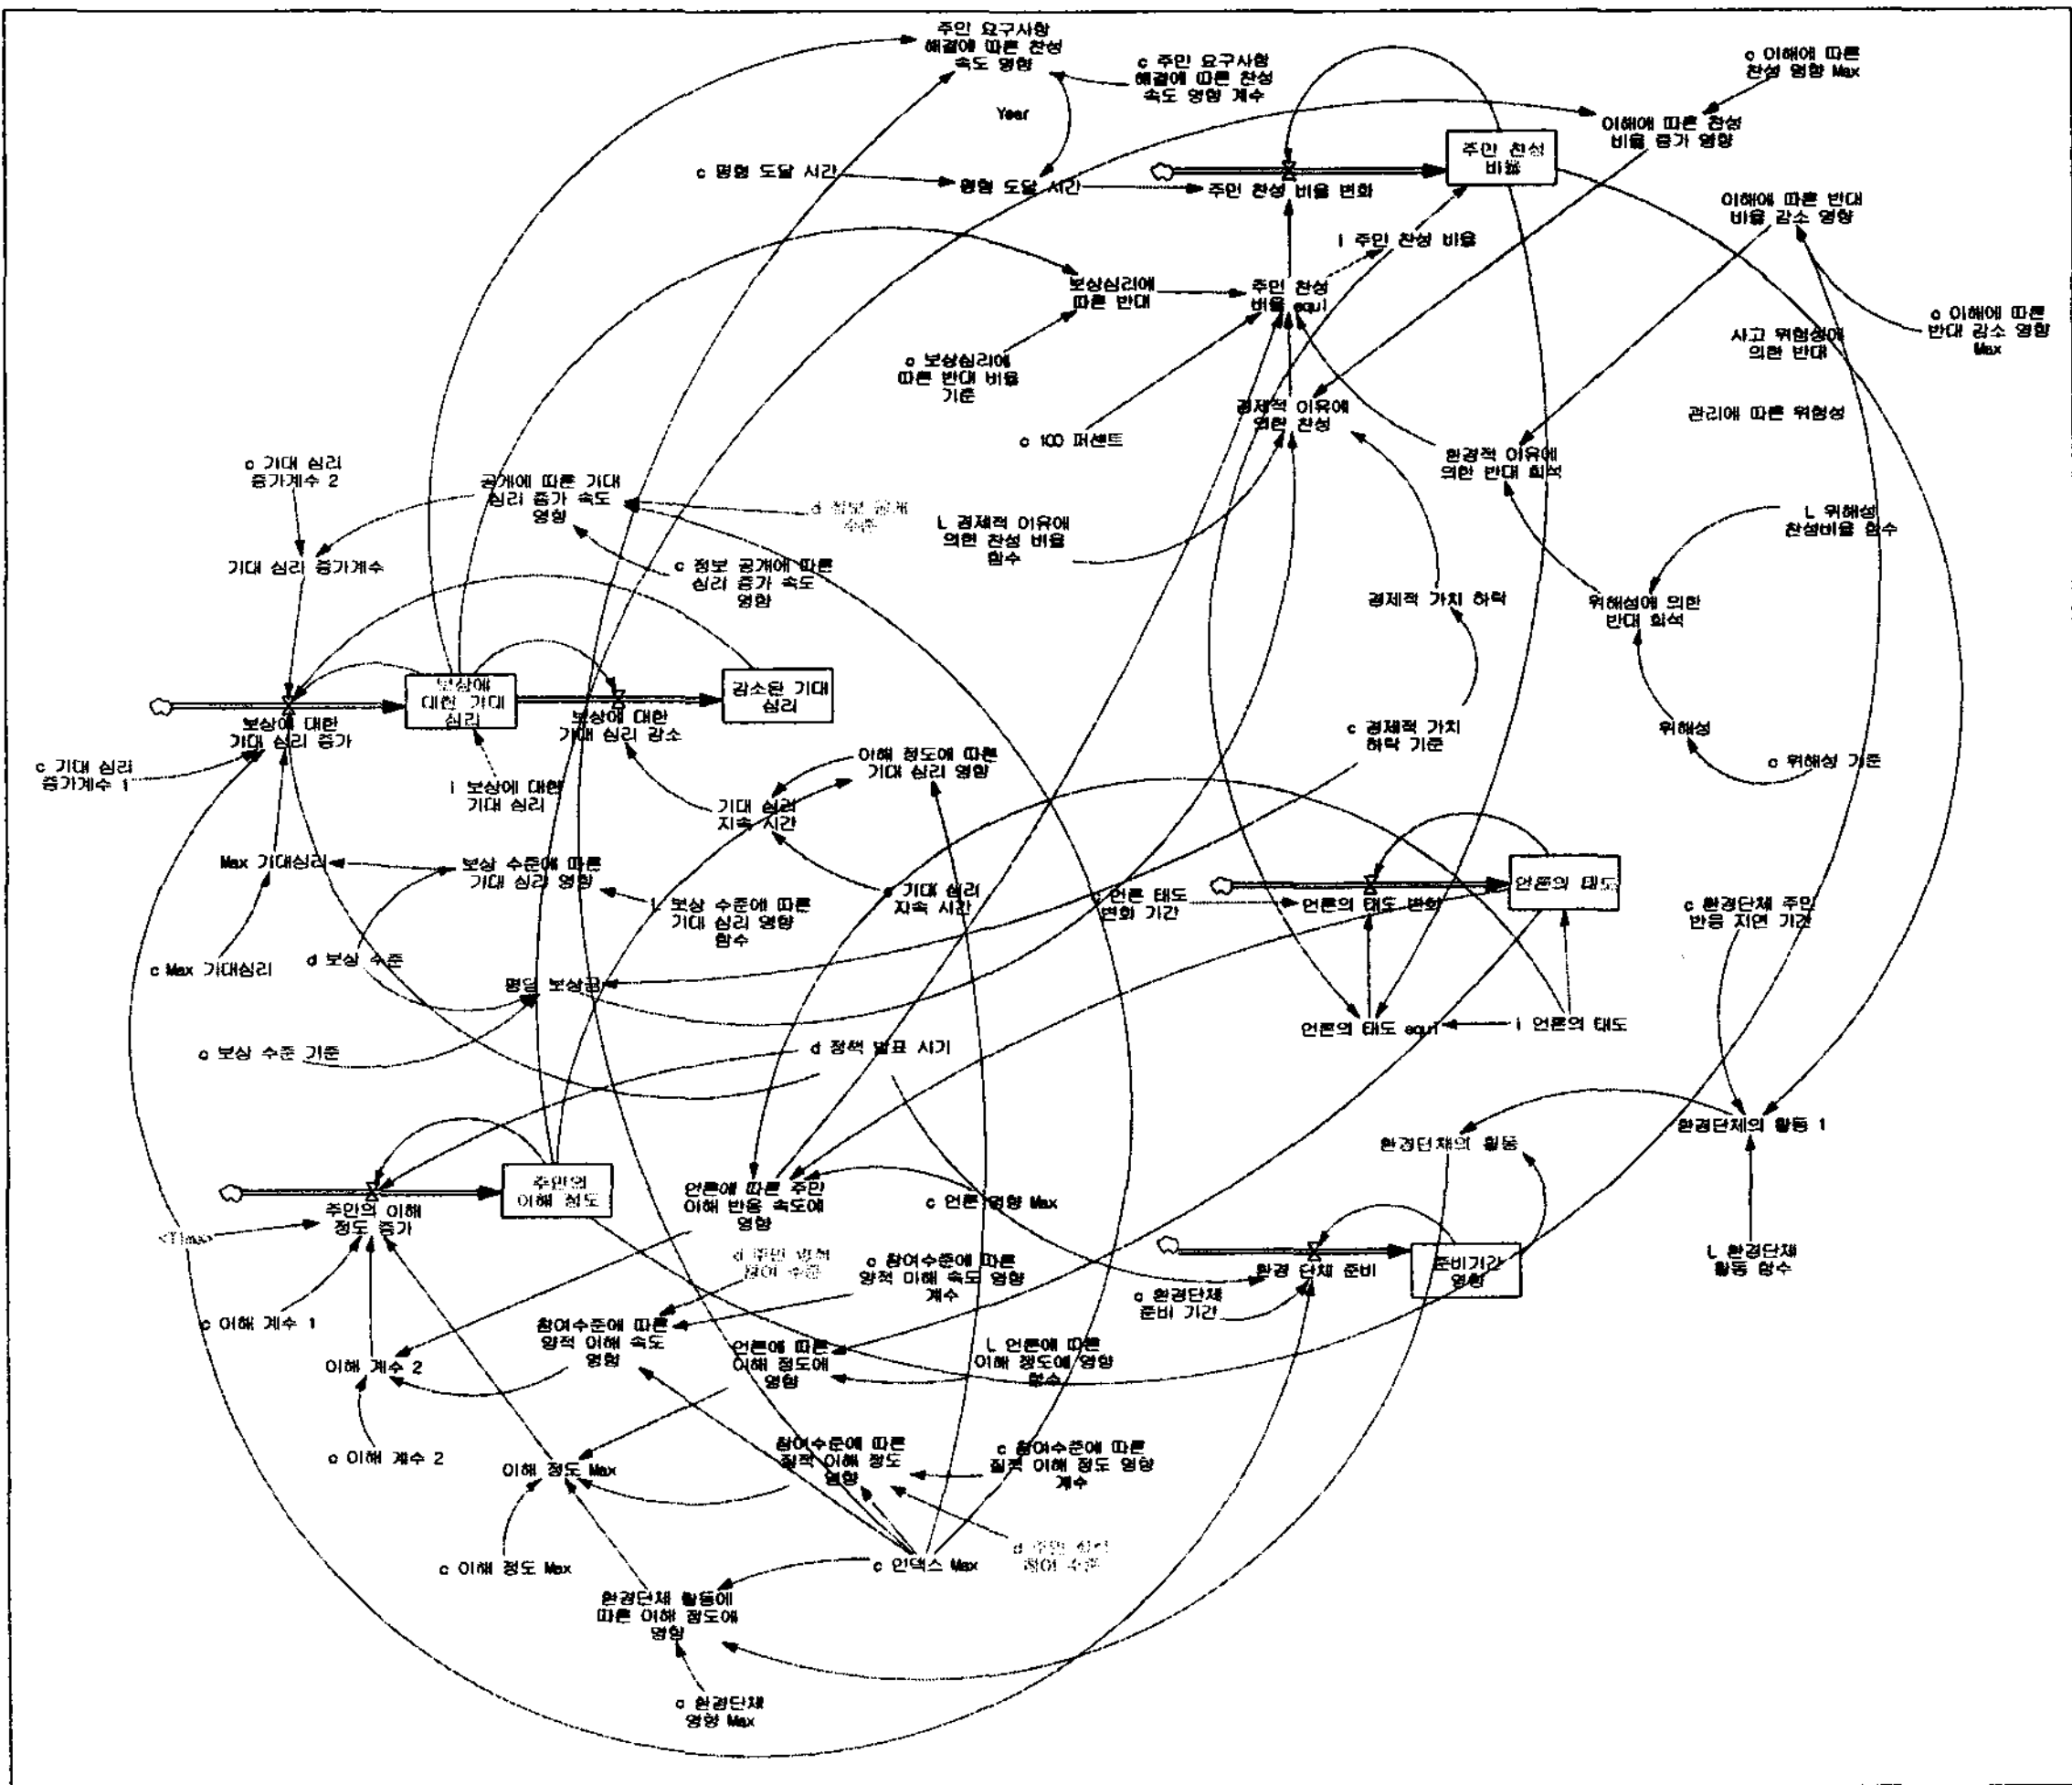 주민 요구사항
해결에 따른 찬성
속도 영향
c 주민 요구사항
해결에 따른 찬성
속도 영향 계수
Year
c 이해에 따른
찬성 영향 Max
이해에 따른 찬성
비율 증가 영향
주민 찬성
비율
c 평형 도달 시간
평형 도달 시간
주민 찬성 비율 변화
이해에 따른 반대
비율 감소 영향
i 주민 찬성 비율
보상심리에
따른 반대
주민 찬성
비율 equi
c 이해에 따른
반대 감소 영향
Max
사고 위험성에
의한 반대
c 보상심리에
따른 반대 비율
기준
경제적 이유에
의한 찬성
관리에 따른 위험성
c 100 퍼센트
환경적 이유에
의한 반대 희석
c 기대 심리
증가계수 2
공개에 따른 기대
심리 증가 속도
영향
d 정보 공개
수준
L 경제적 이유에
의한 찬성 비율
함수
L 위해성
찬성비율 함수
기대 심리 증가계수
c 정보 공개에 따른
심리 증가 속도
영향
경제적 가치 하락
위해성에 의한
반대 희석
보상에
대한 기대
심리
감소된 기대
심리
보상에 대한
기대 심리 증가
보상에 대한
기대 심리 감소
c 경제적 가치
하락 기준
위해성
c 위해성 기준
c 기대 심리
증가계수 1
i 보상에 대한
기대 심리
이해 정도에 따른
기대 심리 영향
기대 심리
지속 시간
Max 기대심리
보상 수준에 따른
기대 심리 영향
L 보상 수준에 따른
기대 심리 영향
함수
c 기대 심리
지속 시간
언론 태도
변화 기간
언론의 태도 변화
언론의 태도
c 환경단체 주민
반응 지연 기간
c Max 기대심리
d 보상 수준
평일 보상금
언론의 태도 equi
i 언론의 태도
c 보상 수준 기준
d 정책 발표 시기
환경단체의 활동 1
환경단체의 활동
주민의
이해 정도
주민의 이해
정도 증가
<Time>
언론에 따른 주민
이해 반응 속도에
영향
c 언론 영향 Max
환경 단체 준비
준비기간
영향
L 환경단체
활동 함수
c 환경단체
준비 기간
참여 수준
c 참여수준에 따른
양적 이해 속도 영향
계수
c 이해 계수 1
참여수준에 따른
양적 이해 속도
영향
이해 계수 2
언론에 따른
이해 정도에
영향
L 언론에 따른
이해 정도에 영향
함수
c 이해 계수 2
이해 정도 Max
참여수준에 따른
질적 이해 정도
영향
c 참여수준에 따른
질적 이해 정도 영향
계수
c 이해 정도 Max
c 인덱스 Max
참여 수준
환경단체 활동에
따른 이해 정도에
영향
c 환경단체
영향 Max